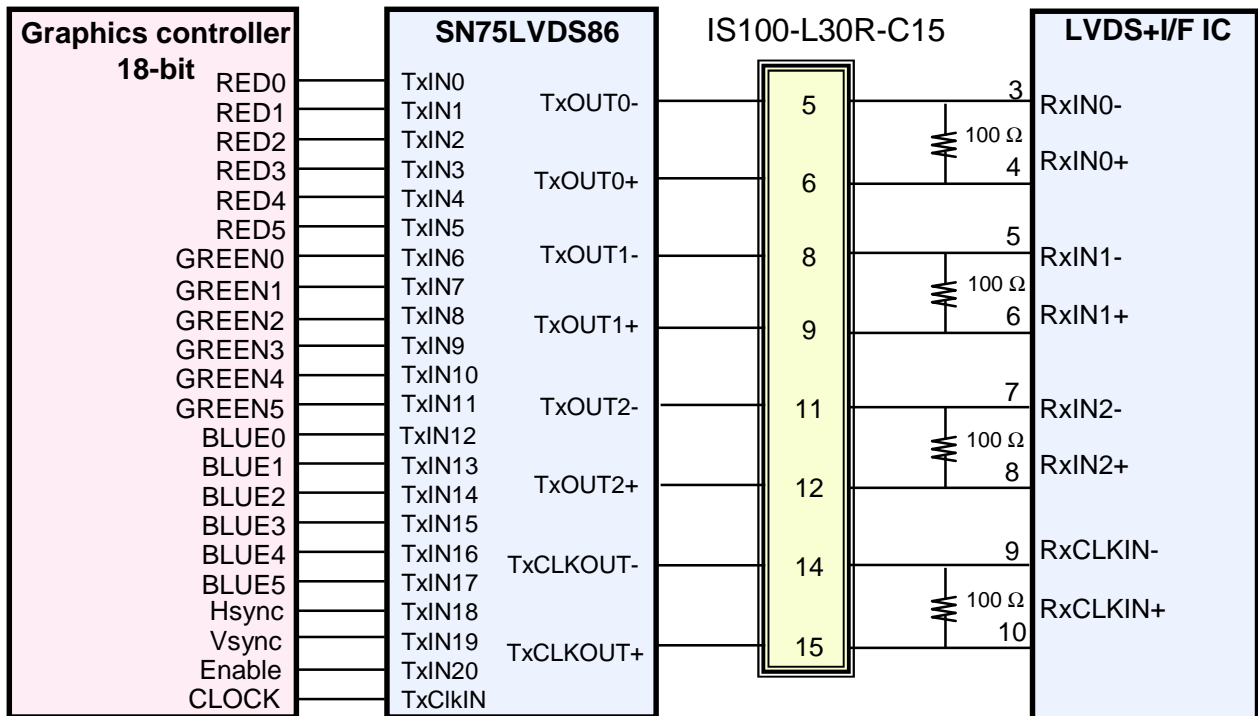 Graphics controller
18-bit
RED0
RED1
RED2
RED3
RED4
RED5
GREEN0
GREEN1
GREEN2
GREEN3
GREEN4
GREEN5
BLUE0
BLUE1
BLUE2
BLUE3
BLUE4
BLUE5
Hsync
Vsync
Enable
CLOCK
SN75LVDS86
TxIN0
TxIN1
TxIN2
TxIN3
TxIN4
TxIN5
TxIN6
TxIN7
TxIN8
TxIN9
TxIN10
TxIN11
TxIN12
TxIN13
TxIN14
TxIN15
TxIN16
TxIN17
TxIN18
TxIN19
TxIN20
TxClkIN
TxOUT0-
TxOUT0+
TxOUT1-
TxOUT1+
TxOUT2-
TxOUT2+
TxCLKOUT-
TxCLKOUT+
IS100-L30R-C15
5
6
8
9
11
12
14
15
3
100 Ω
4
5
100 Ω
6
7
100 Ω
8
9
100 Ω
10
LVDS+I/F IC
RxIN0-
RxIN0+
RxIN1-
RxIN1+
RxIN2-
RxIN2+
RxCLKIN-
RxCLKIN+